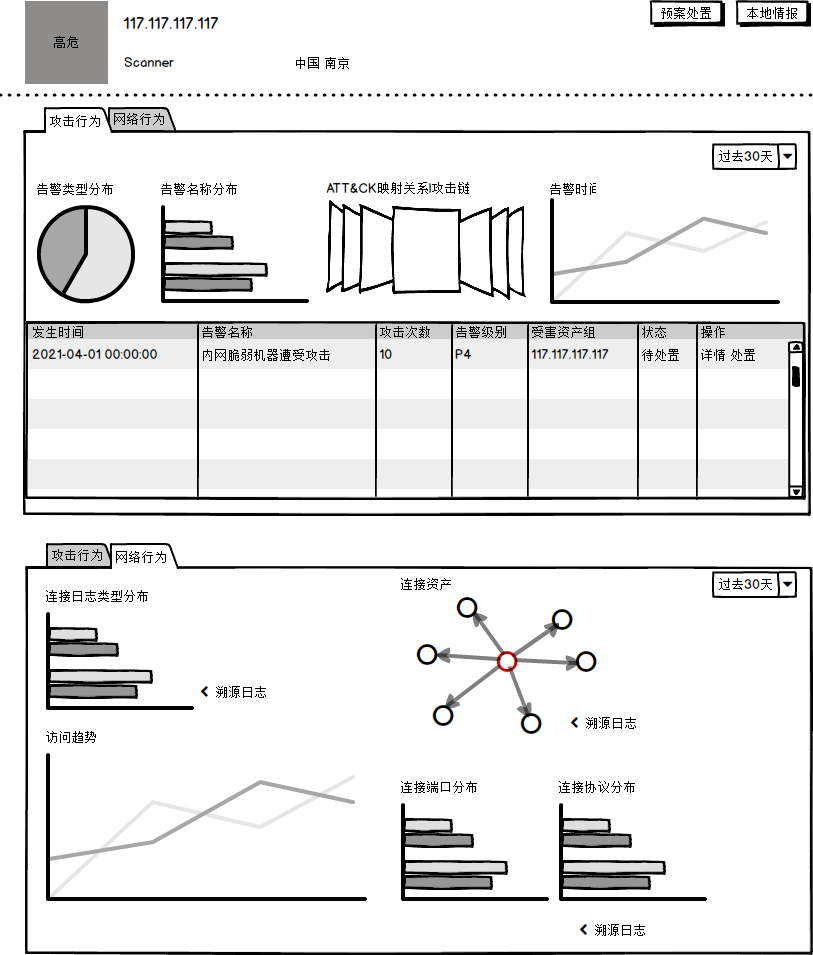 高危
117.117.117.117
预案处置 本地情报
Scanner 中国 南京
攻击行为 网络行为
过去30天
告警类型分布 告警名称分布 ATT&CK映射关系|攻击链 告警时间
发生时间 告警名称 攻击次数 告警级别 受害资产组 状态 操作
2021-04-01 00:00:00 内网脆弱机器遭受攻击 10 P4 117.117.117.117 待处置 详情 处置
攻击行为 网络行为
过去30天
连接日志类型分布
连接资产
溯源日志
溯源日志
访问趋势
连接端口分布 连接协议分布
溯源日志